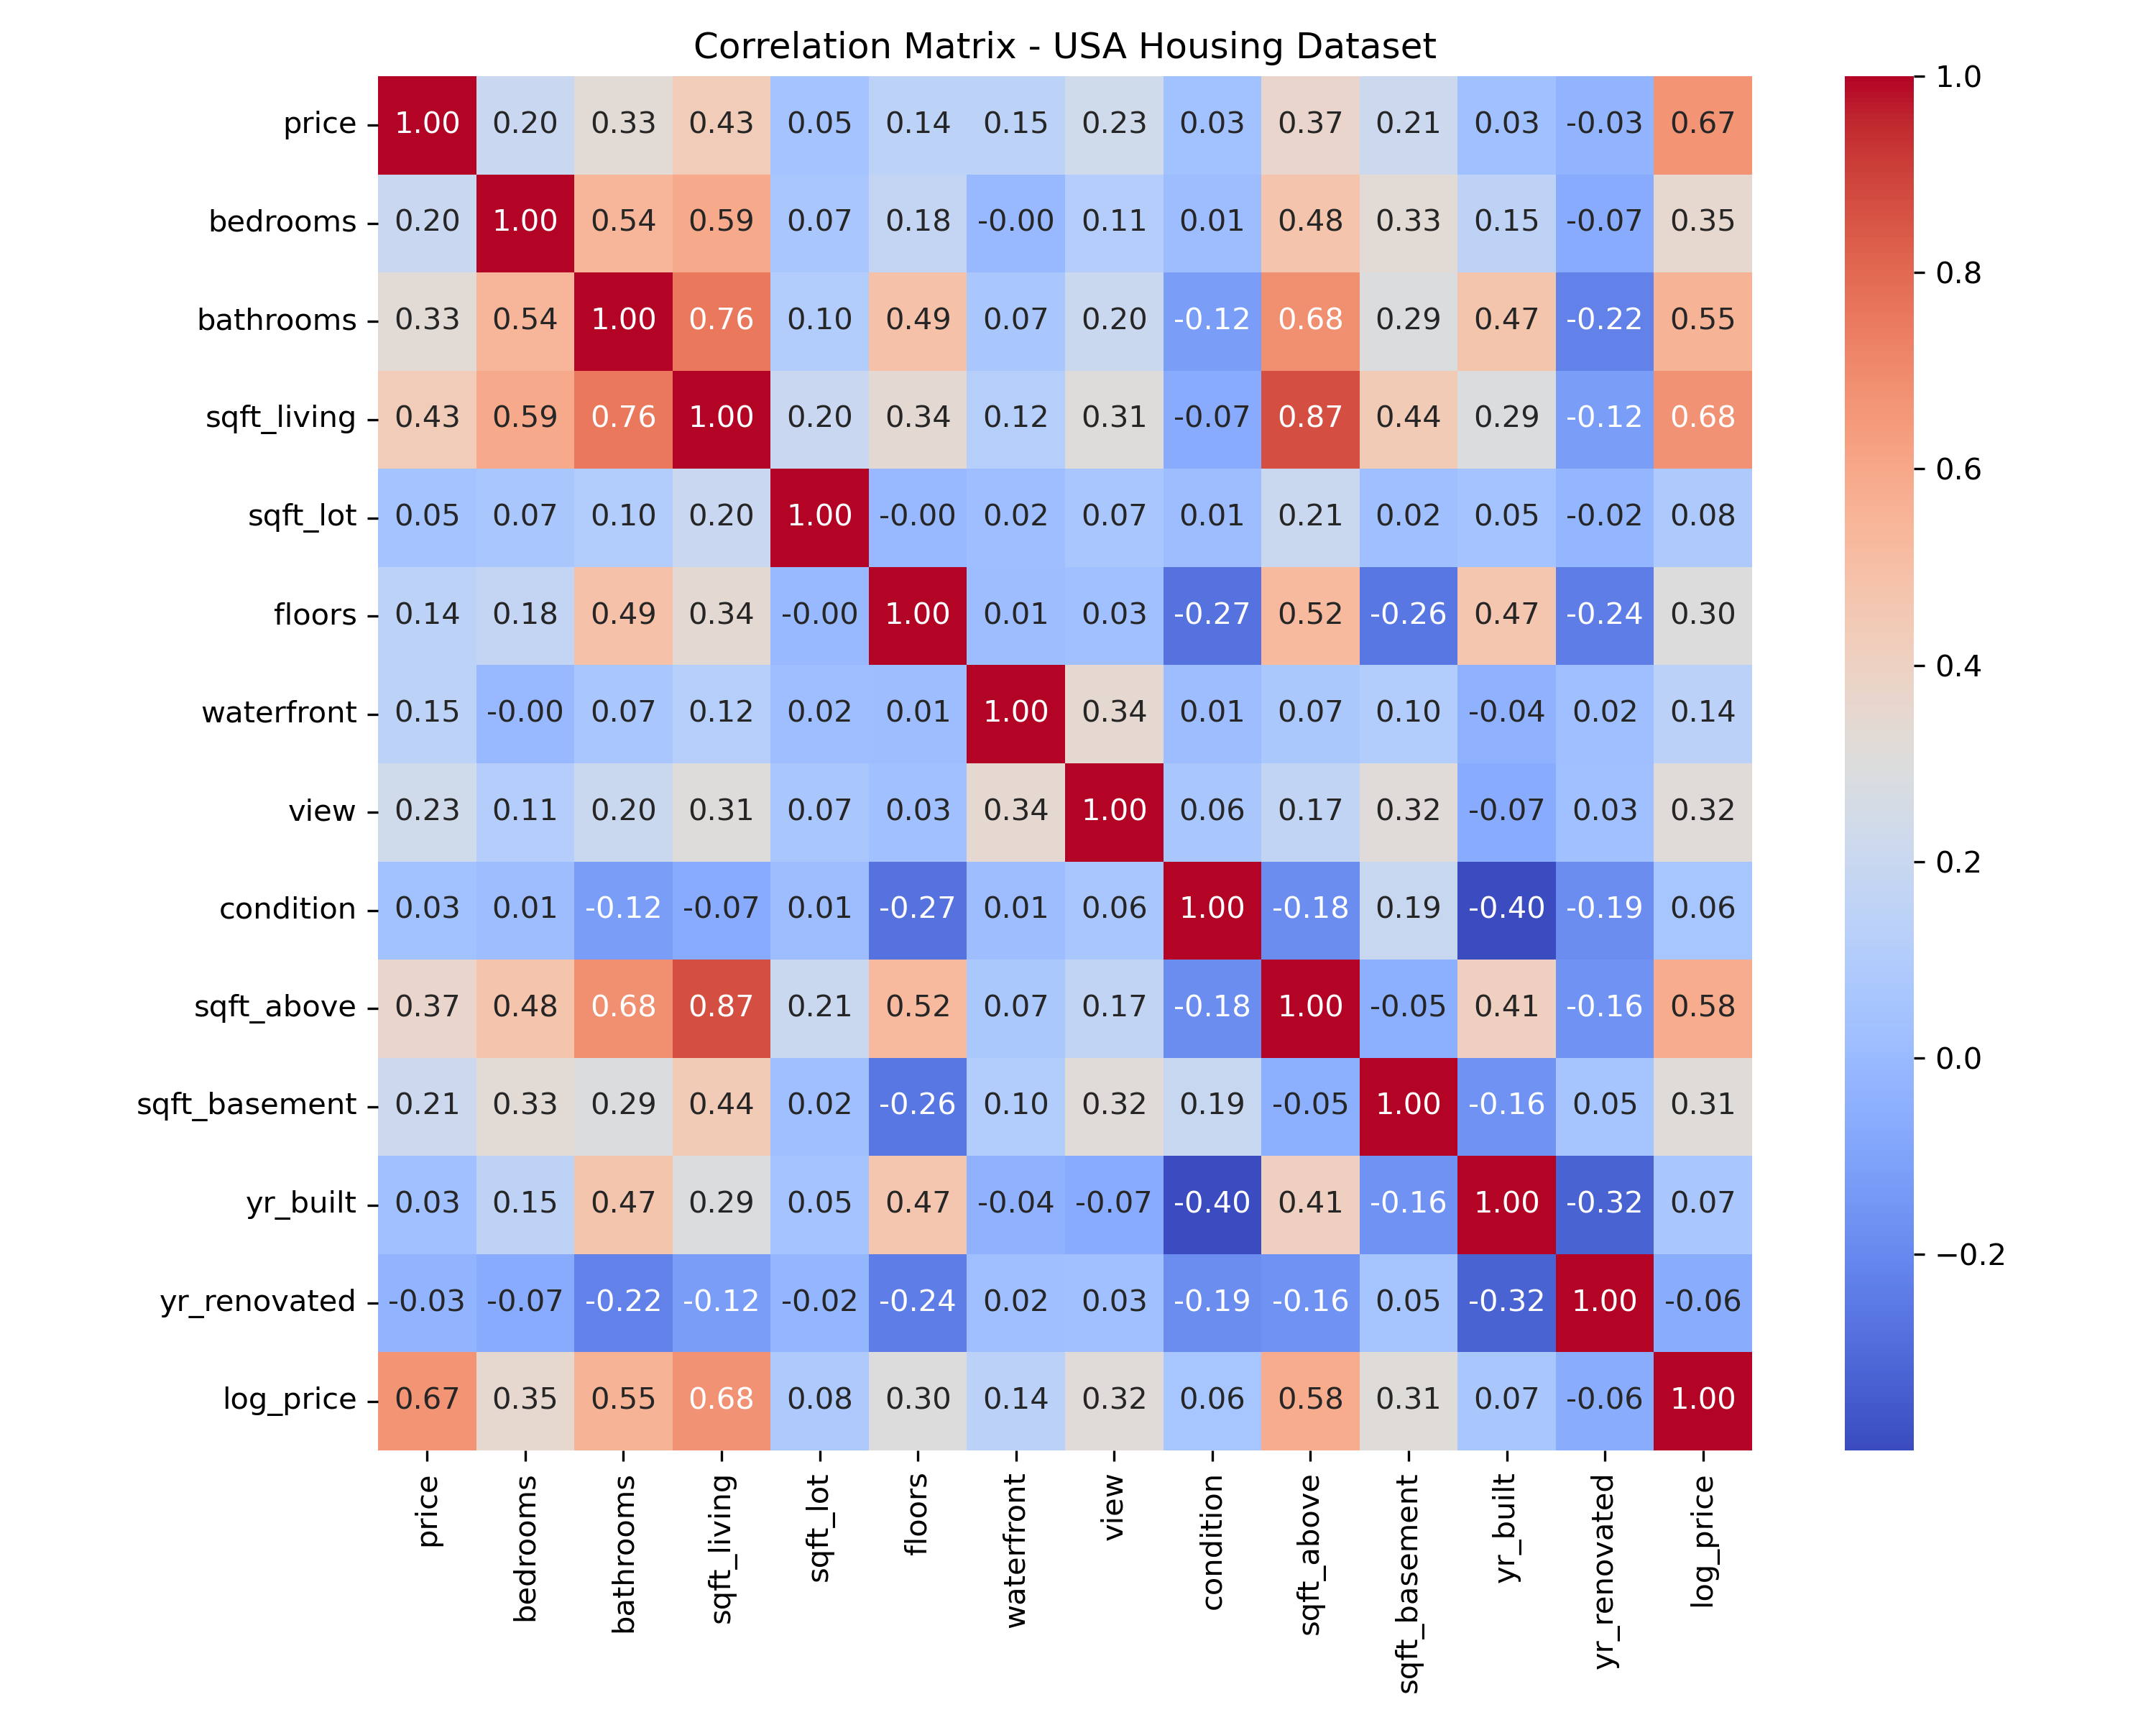 Correlation Matrix - USA Housing Dataset
price 1.00 0.20 0.33 0.43 0.05 0.14 0.15 0.23 0.03 0.37 0.21 0.03 -0.03 0.67
bedrooms 0.20 1.00 0.54 0.59 0.07 0.18 -0.00 0.11 0.01 0.48 0.33 0.15 -0.07 0.35
bathrooms 0.33 0.54 1.00 0.76 0.10 0.49 0.07 0.20 -0.12 0.68 0.29 0.47 -0.22 0.55
sqft_living 0.43 0.59 0.76 1.00 0.20 0.34 0.12 0.31 -0.07 0.87 0.44 0.29 -0.12 0.68
sqft_lot 0.05 0.07 0.10 0.20 1.00 -0.00 0.02 0.07 0.01 0.21 0.02 0.05 -0.02 0.08
floors 0.14 0.18 0.49 0.34 -0.00 1.00 0.01 0.03 -0.27 0.52 -0.26 0.47 -0.24 0.30
waterfront 0.15 -0.00 0.07 0.12 0.02 0.01 1.00 0.34 0.01 0.07 0.10 -0.04 0.02 0.14
view 0.23 0.11 0.20 0.31 0.07 0.03 0.34 1.00 0.06 0.17 0.32 -0.07 0.03 0.32
condition 0.03 0.01 -0.12 -0.07 0.01 -0.27 0.01 0.06 1.00 -0.18 0.19 -0.40 -0.19 0.06
sqft_above 0.37 0.48 0.68 0.87 0.21 0.52 0.07 0.17 -0.18 1.00 -0.05 0.41 -0.16 0.58
sqft_basement 0.21 0.33 0.29 0.44 0.02 -0.26 0.10 0.32 0.19 -0.05 1.00 -0.16 0.05 0.31
yr_built 0.03 0.15 0.47 0.29 0.05 0.47 -0.04 -0.07 -0.40 0.41 -0.16 1.00 -0.32 0.07
yr_renovated -0.03 -0.07 -0.22 -0.12 -0.02 -0.24 0.02 0.03 -0.19 -0.16 0.05 -0.32 1.00 -0.06
log_price 0.67 0.35 0.55 0.68 0.08 0.30 0.14 0.32 0.06 0.58 0.31 0.07 -0.06 1.00
price bedrooms bathrooms sqft_living sqft_lot floors waterfront view condition sqft_above sqft_basement yr_built yr_renovated log_price
1.0
0.8
0.6
0.4
0.2
0.0
−0.2